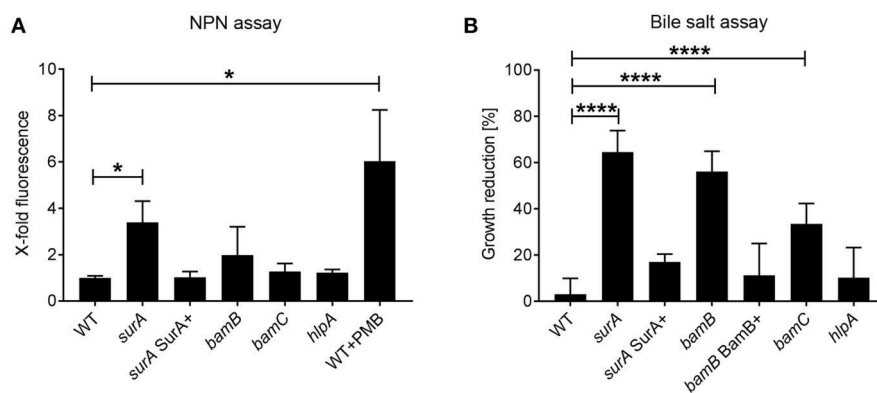 A
NPN assay
X-fold fluorescence
10
8
6
4
2
0
*
*
WT
surA
surA SurA+
bamB
bamC
hlpA
WT+PMB
B
Bile salt assay
Growth reduction [%]
100
80
60
40
20
0
****
****
****
WT
surA
surA SurA+
bamB
bamB BamB+
bamC
hlpA